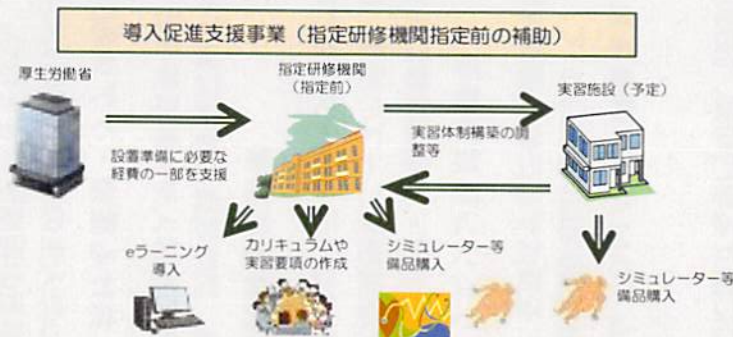 導入促進支援事業（指定研修機関指定前の補助）
厚生労働省
指定研修機関
（指定前）
実習施設（予定）
設置準備に必要な
経費の一部を支援
実習体制構築の調
整等
eラーニング
導入
カリキュラムや
実習要項の作成
シミュレーター等
備品購入
シミュレーター等
備品購入